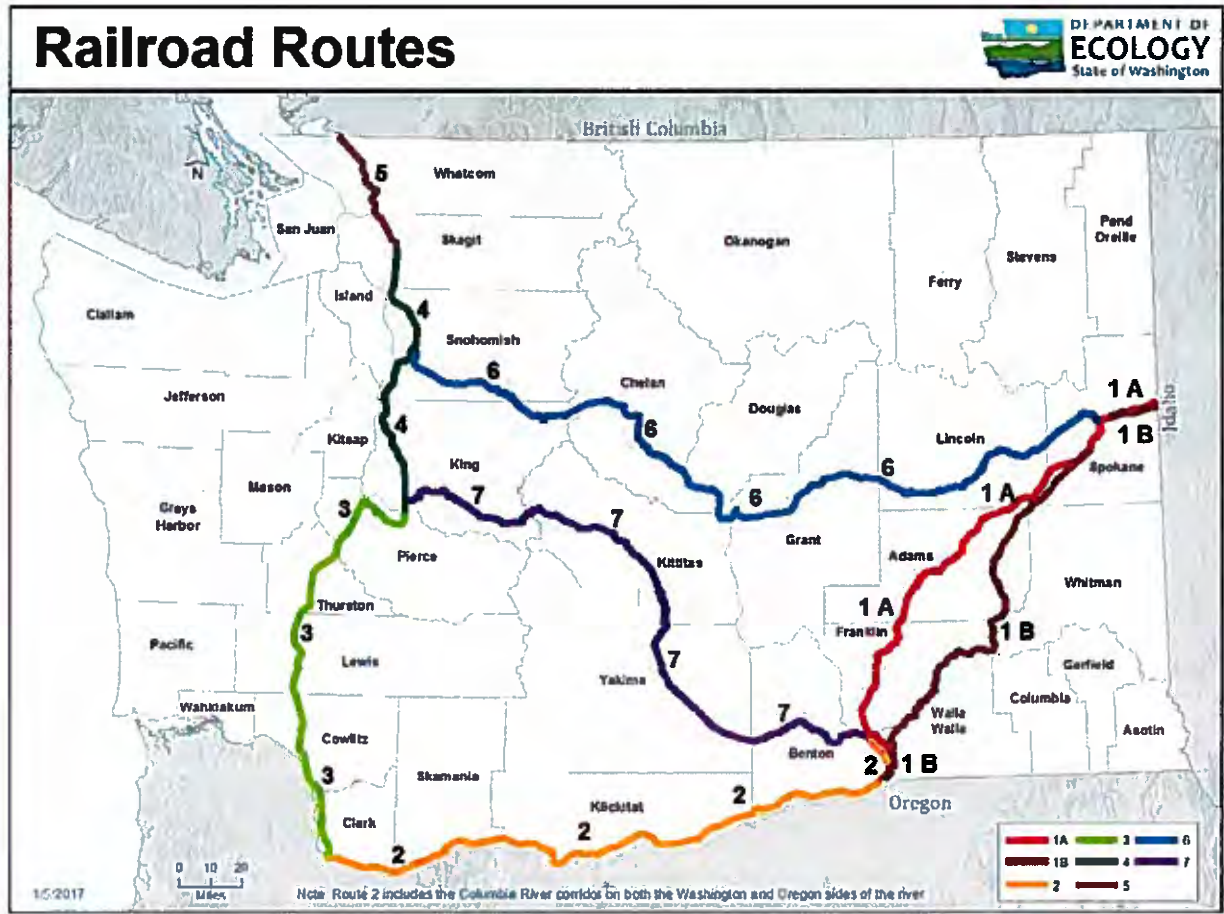 Railroad Routes
DEPARTMENT OF
ECOLOGY
State of Washington
British Columbia
N
5
Whatcom
San Juan
Skagit
Okanogan
Pend
Oreille
Stevens
Ferry
Island
4
Clallam
Snohomish
6
Chelan
Jefferson
Douglas
1 A
Idaho
4
6
1 B
Kitsap
Lincoln
King
Spokane
Mason
7
6
6
1 A
3
Grays
Harbor
7
Grant
Pierce
Kittitas
Adams
Whitman
Thurston
1 A
3
Franklin
1 B
Pacific
Lewis
7
Yakima
Garfield
Columbia
Wahkiakum
7
Walla
Walla
Asotin
Cowlitz
Benton
2
1 B
3
Skamania
2
Klickitat
Oregon
Clark
2
2
0 10 20
Miles
1A 3 6
1B 4 7
2 5
1/5/2017
Note: Route 2 includes the Columbia River corridor on both the Washington and Oregon sides of the river